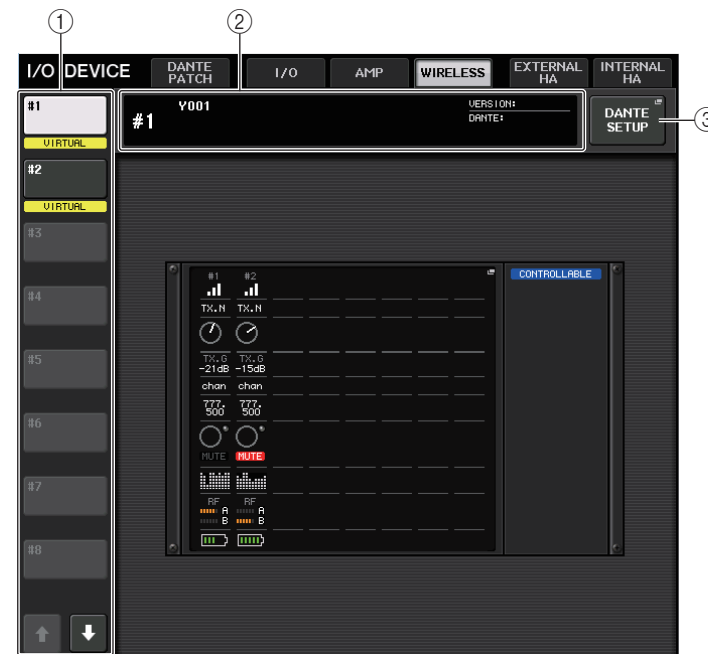 ① ②
I/O DEVICE DANTE PATCH I/O AMP WIRELESS EXTERNAL HA INTERNAL HA
#1
VIRTUAL
#1 Y001 VERSION:
DANTE:
DANTE SETUP
③
#2
VIRTUAL
#3
#4
#5
#6
#7
#8
#1 #2
CONTROLLABLE
TX.N TX.N
TX.G TX.G
-21dB -15dB
chan chan
777. 777.
500 500
MUTE MUTE
RF RF
A A
B B